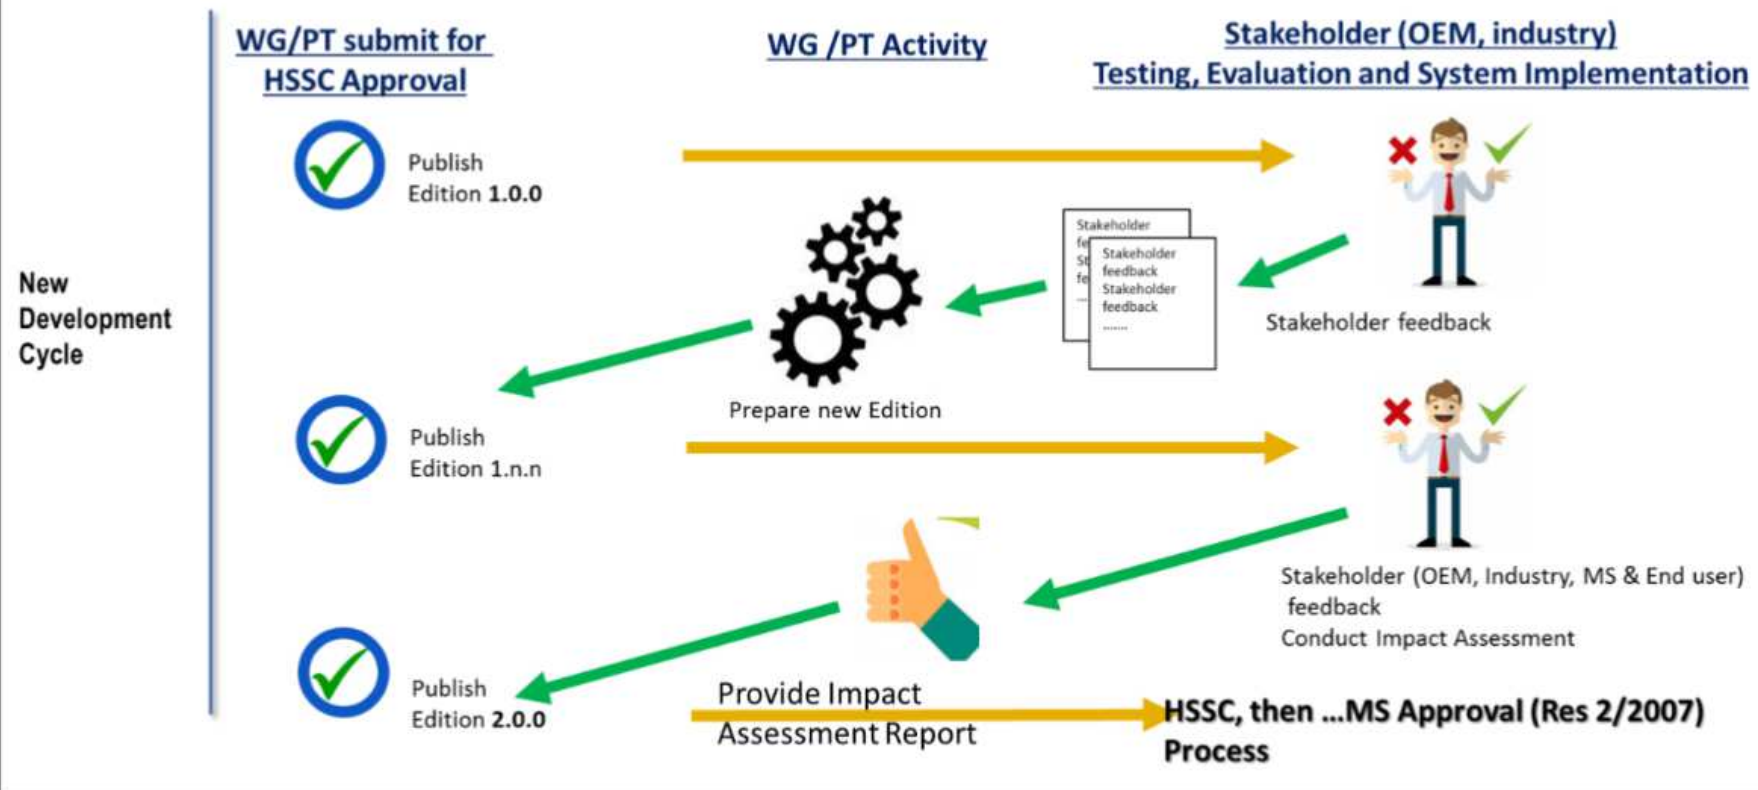 WG/PT submit for
HSSC Approval
WG /PT Activity
Stakeholder (OEM, industry)
Testing, Evaluation and System Implementation
Publish
Edition 1.0.0
Stakeholder
fe
St
fe
...
Stakeholder
feedback
Stakeholder
feedback
.......
Stakeholder feedback
New
Development
Cycle
Prepare new Edition
Publish
Edition 1.n.n
Stakeholder (OEM, Industry, MS & End user)
feedback
Conduct Impact Assessment
Publish
Edition 2.0.0
Provide Impact
Assessment Report
HSSC, then ...MS Approval (Res 2/2007)
Process